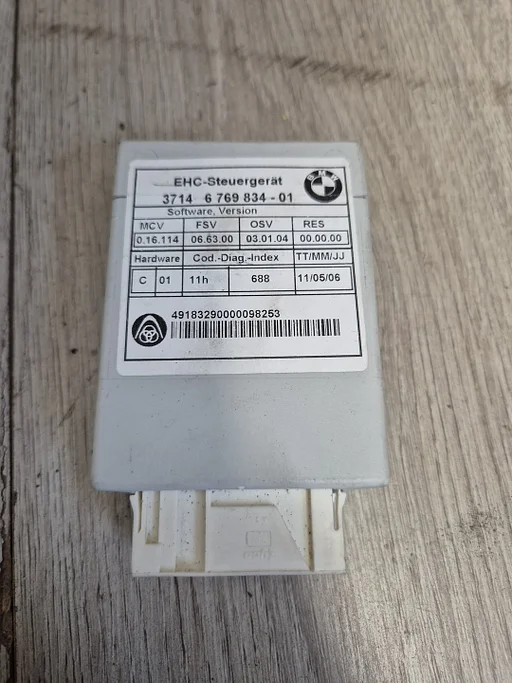 EHC-Steuergerät
BMW
3714 6 769 834-01
Software, Version
MCV FSV OSV RES
0.16.114 06.63.00 03.01.04 00.00.00
Hardware Cod.-Diag.-Index TT/MM/JJ
C 01 11h 688 11/05/06
49183290000098253